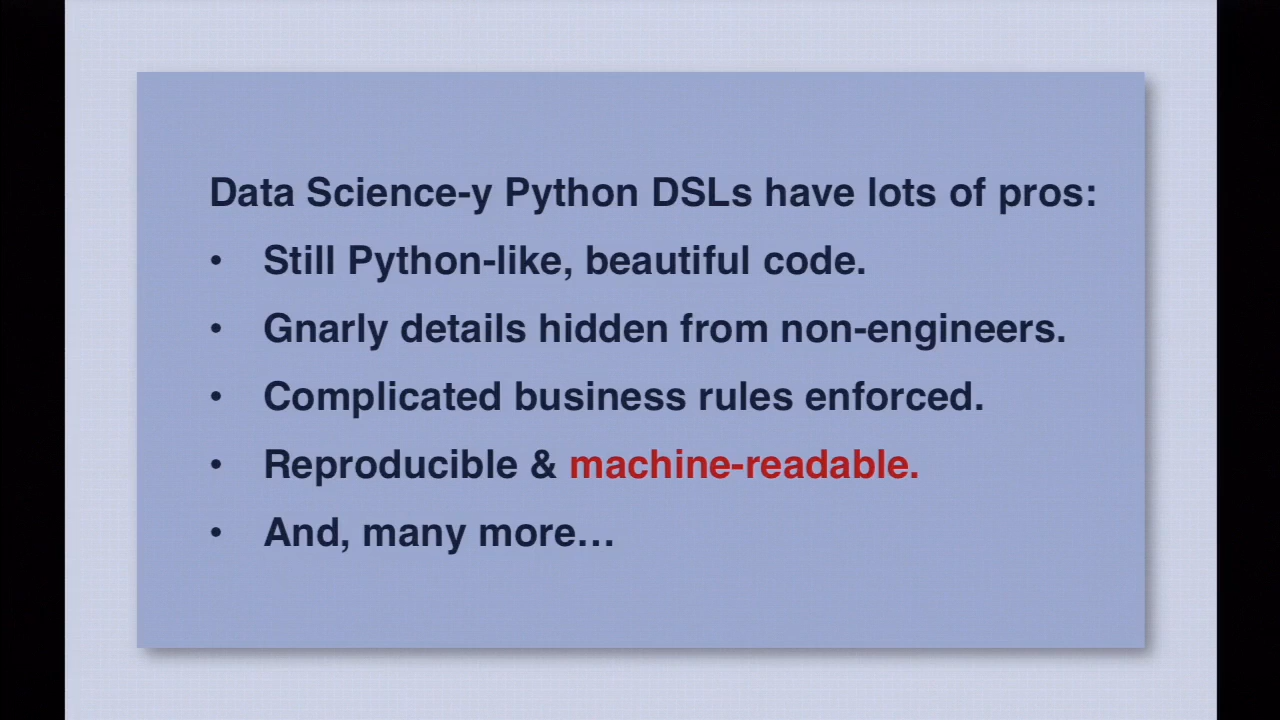 Data Science-y Python DSLs have lots of pros:
• Still Python-like, beautiful code.
• Gnarly details hidden from non-engineers.
• Complicated business rules enforced.
• Reproducible & machine-readable.
• And, many more…